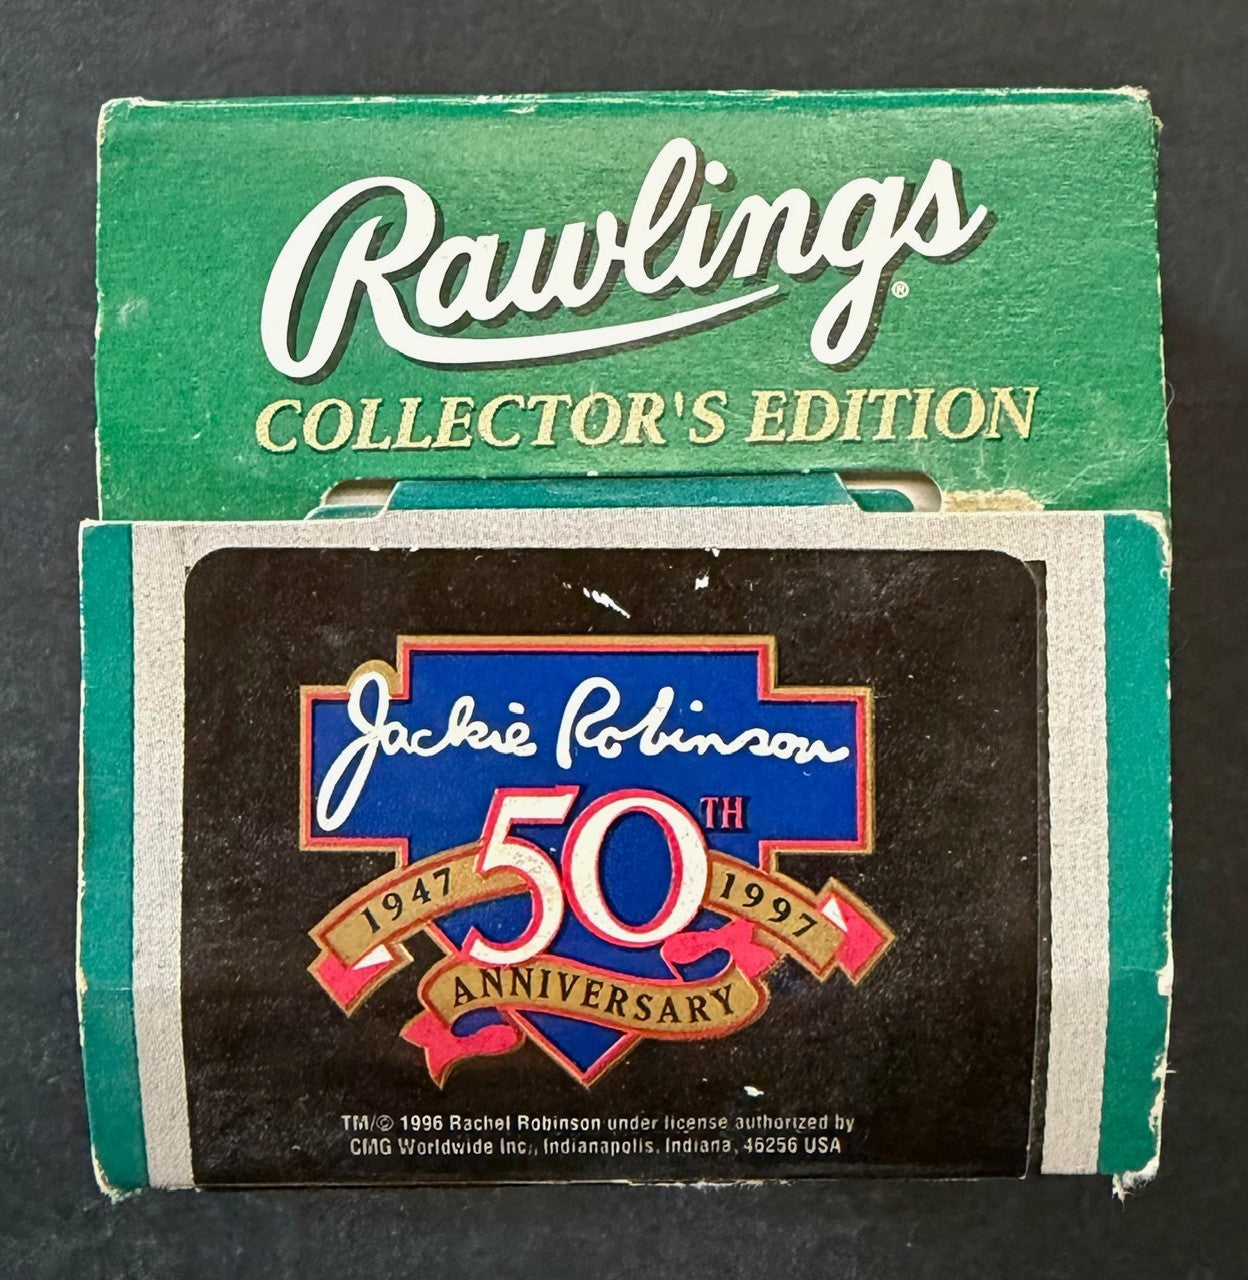 Rawlings®
COLLECTOR'S EDITION
Jackie Robinson
50TH
1947 1997
ANNIVERSARY
TM/© 1996 Rachel Robinson under license authorized by
CMG Worldwide Inc., Indianapolis, Indiana, 46256 USA